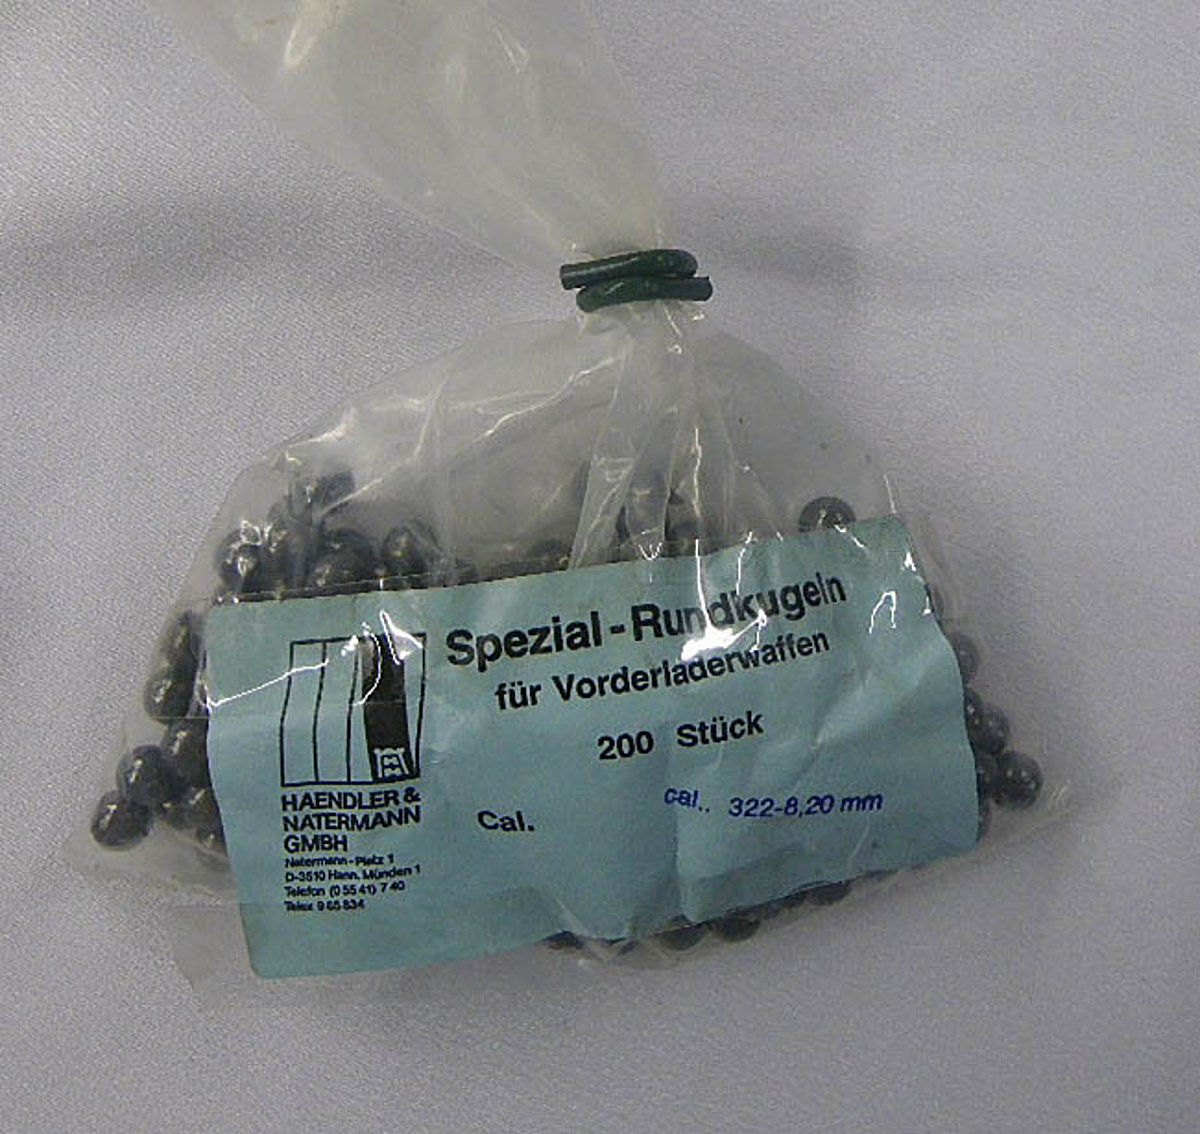 Spezial-Rundkugeln
für Vorderladerwaffen
200 Stück
Cal. cal.. 322-8,20 mm
HAENDLER &
NATERMANN
GMBH
Natermann-Platz 1
D-3510 Hann. Münden 1
Telefon (0 55 41) 7 40
Telex 9 65 834